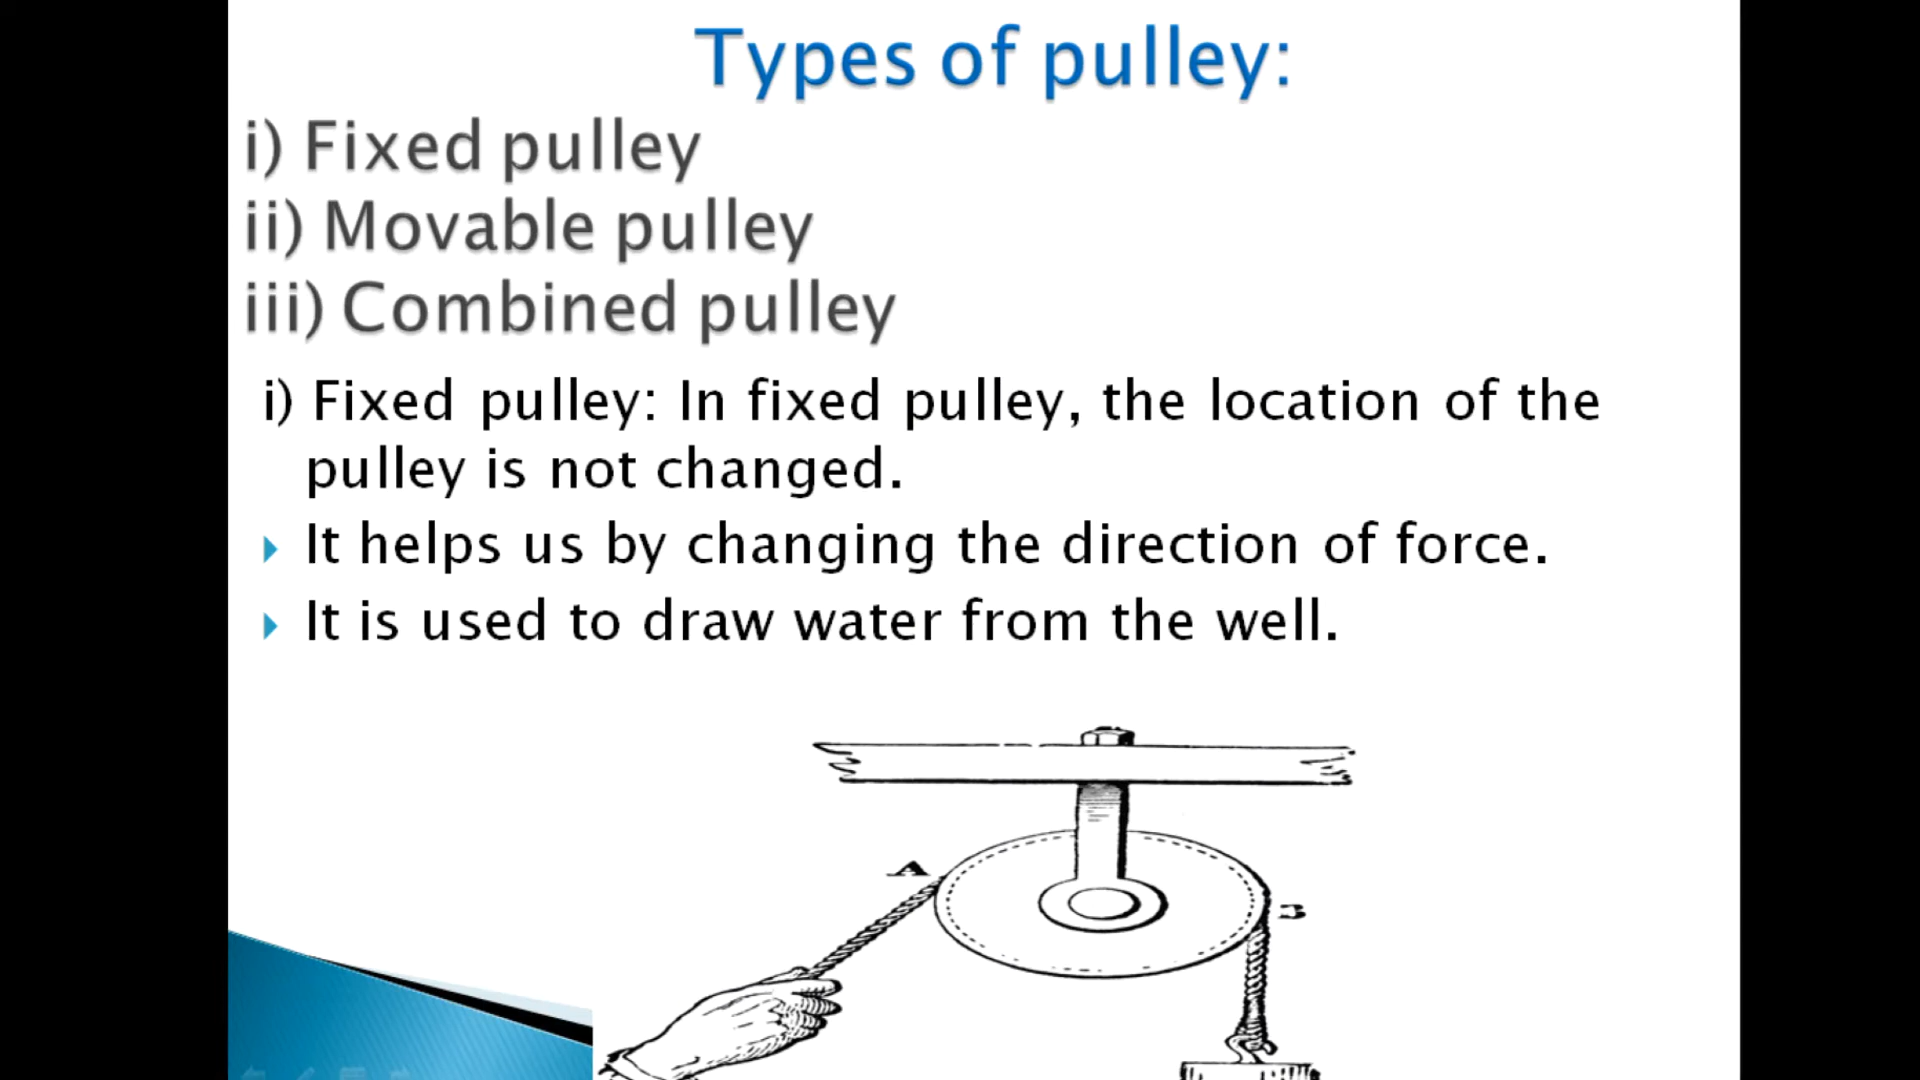 Types of pulley:
i) Fixed pulley
ii) Movable pulley
iii) Combined pulley
i) Fixed pulley: In fixed pulley, the location of the
pulley is not changed.
It helps us by changing the direction of force.
It is used to draw water from the well.
A
B